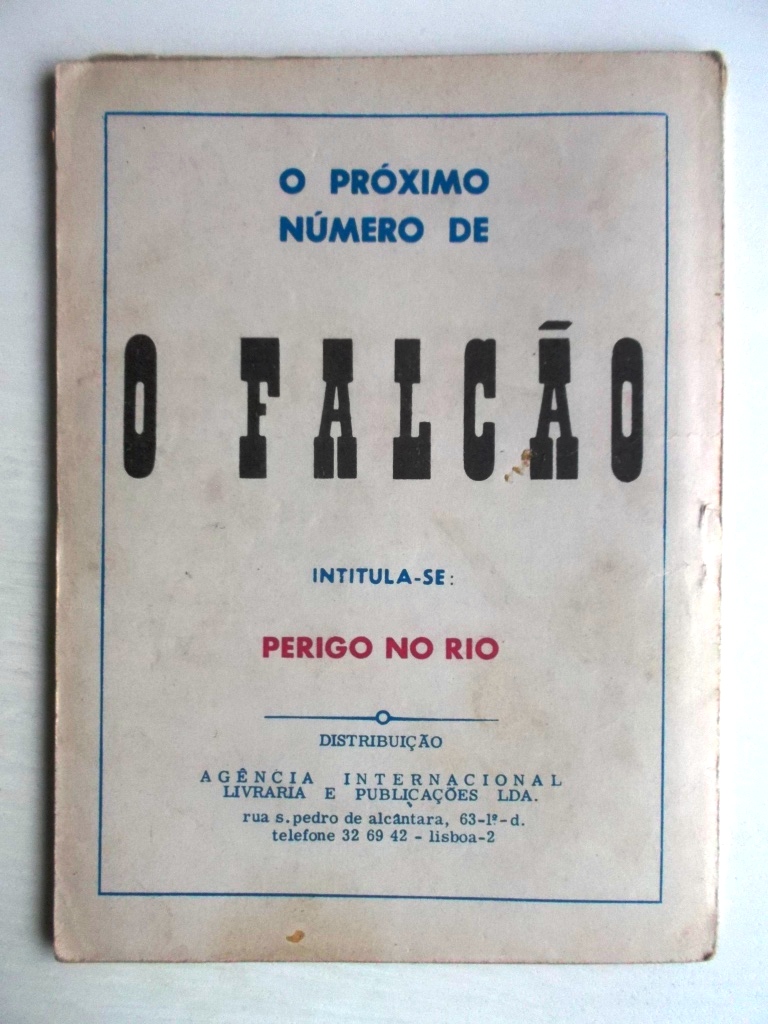 O PRÓXIMO
NÚMERO DE
O FALCÃO
INTITULA-SE:
PERIGO NO RIO
DISTRIBUIÇÃO
AGÊNCIA INTERNACIONAL
LIVRARIA E PUBLICAÇÕES LDA.
rua s. pedro de alcântara, 63-1º-d.
telefone 32 69 42 - lisboa-2